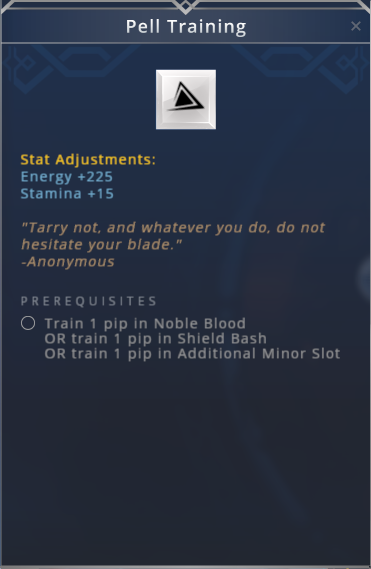 Pell Training
Stat Adjustments:
Energy +225
Stamina +15
"Tarry not, and whatever you do, do not
hesitate your blade."
-Anonymous
PREREQUISITES
Train 1 pip in Noble Blood
OR train 1 pip in Shield Bash
OR train 1 pip in Additional Minor Slot